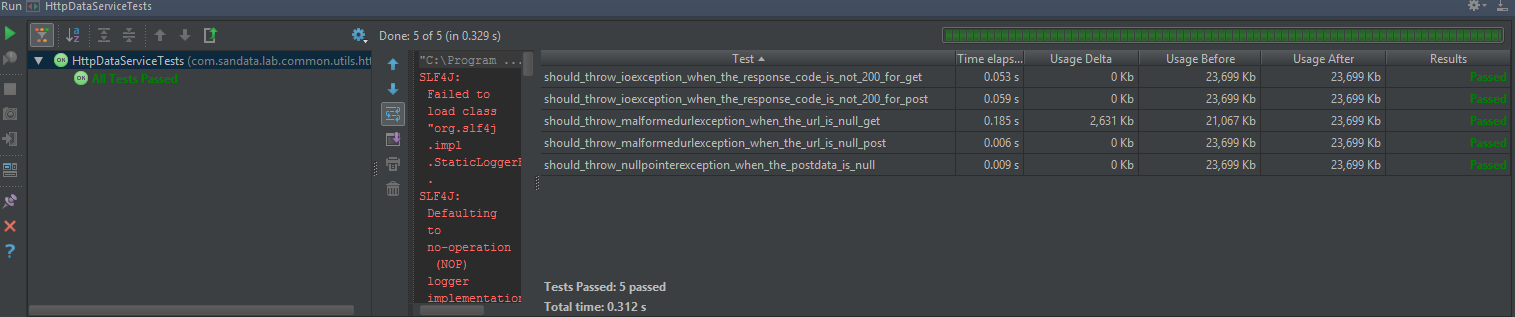 Run HttpDataServiceTests
Done: 5 of 5 (in 0.329 s)
HttpDataServiceTests (com.sandata.lab.common.utils.htt
All Tests Passed
"C:\Program ...
SLF4J:
Failed to
load class
"org.slf4j
.impl
.StaticLoggerB
.
SLF4J:
Defaulting
to
no-operation
(NOP)
logger
implementation
Test Time elaps... Usage Delta Usage Before Usage After Results
should_throw_ioexception_when_the_response_code_is_not_200_for_get 0.053 s 0 Kb 23,699 Kb 23,699 Kb Passed
should_throw_ioexception_when_the_response_code_is_not_200_for_post 0.059 s 0 Kb 23,699 Kb 23,699 Kb Passed
should_throw_malformedurlexception_when_the_url_is_null_get 0.185 s 2,631 Kb 21,067 Kb 23,699 Kb Passed
should_throw_malformedurlexception_when_the_url_is_null_post 0.006 s 0 Kb 23,699 Kb 23,699 Kb Passed
should_throw_nullpointerexception_when_the_postdata_is_null 0.009 s 0 Kb 23,699 Kb 23,699 Kb Passed
Tests Passed: 5 passed
Total time: 0.312 s